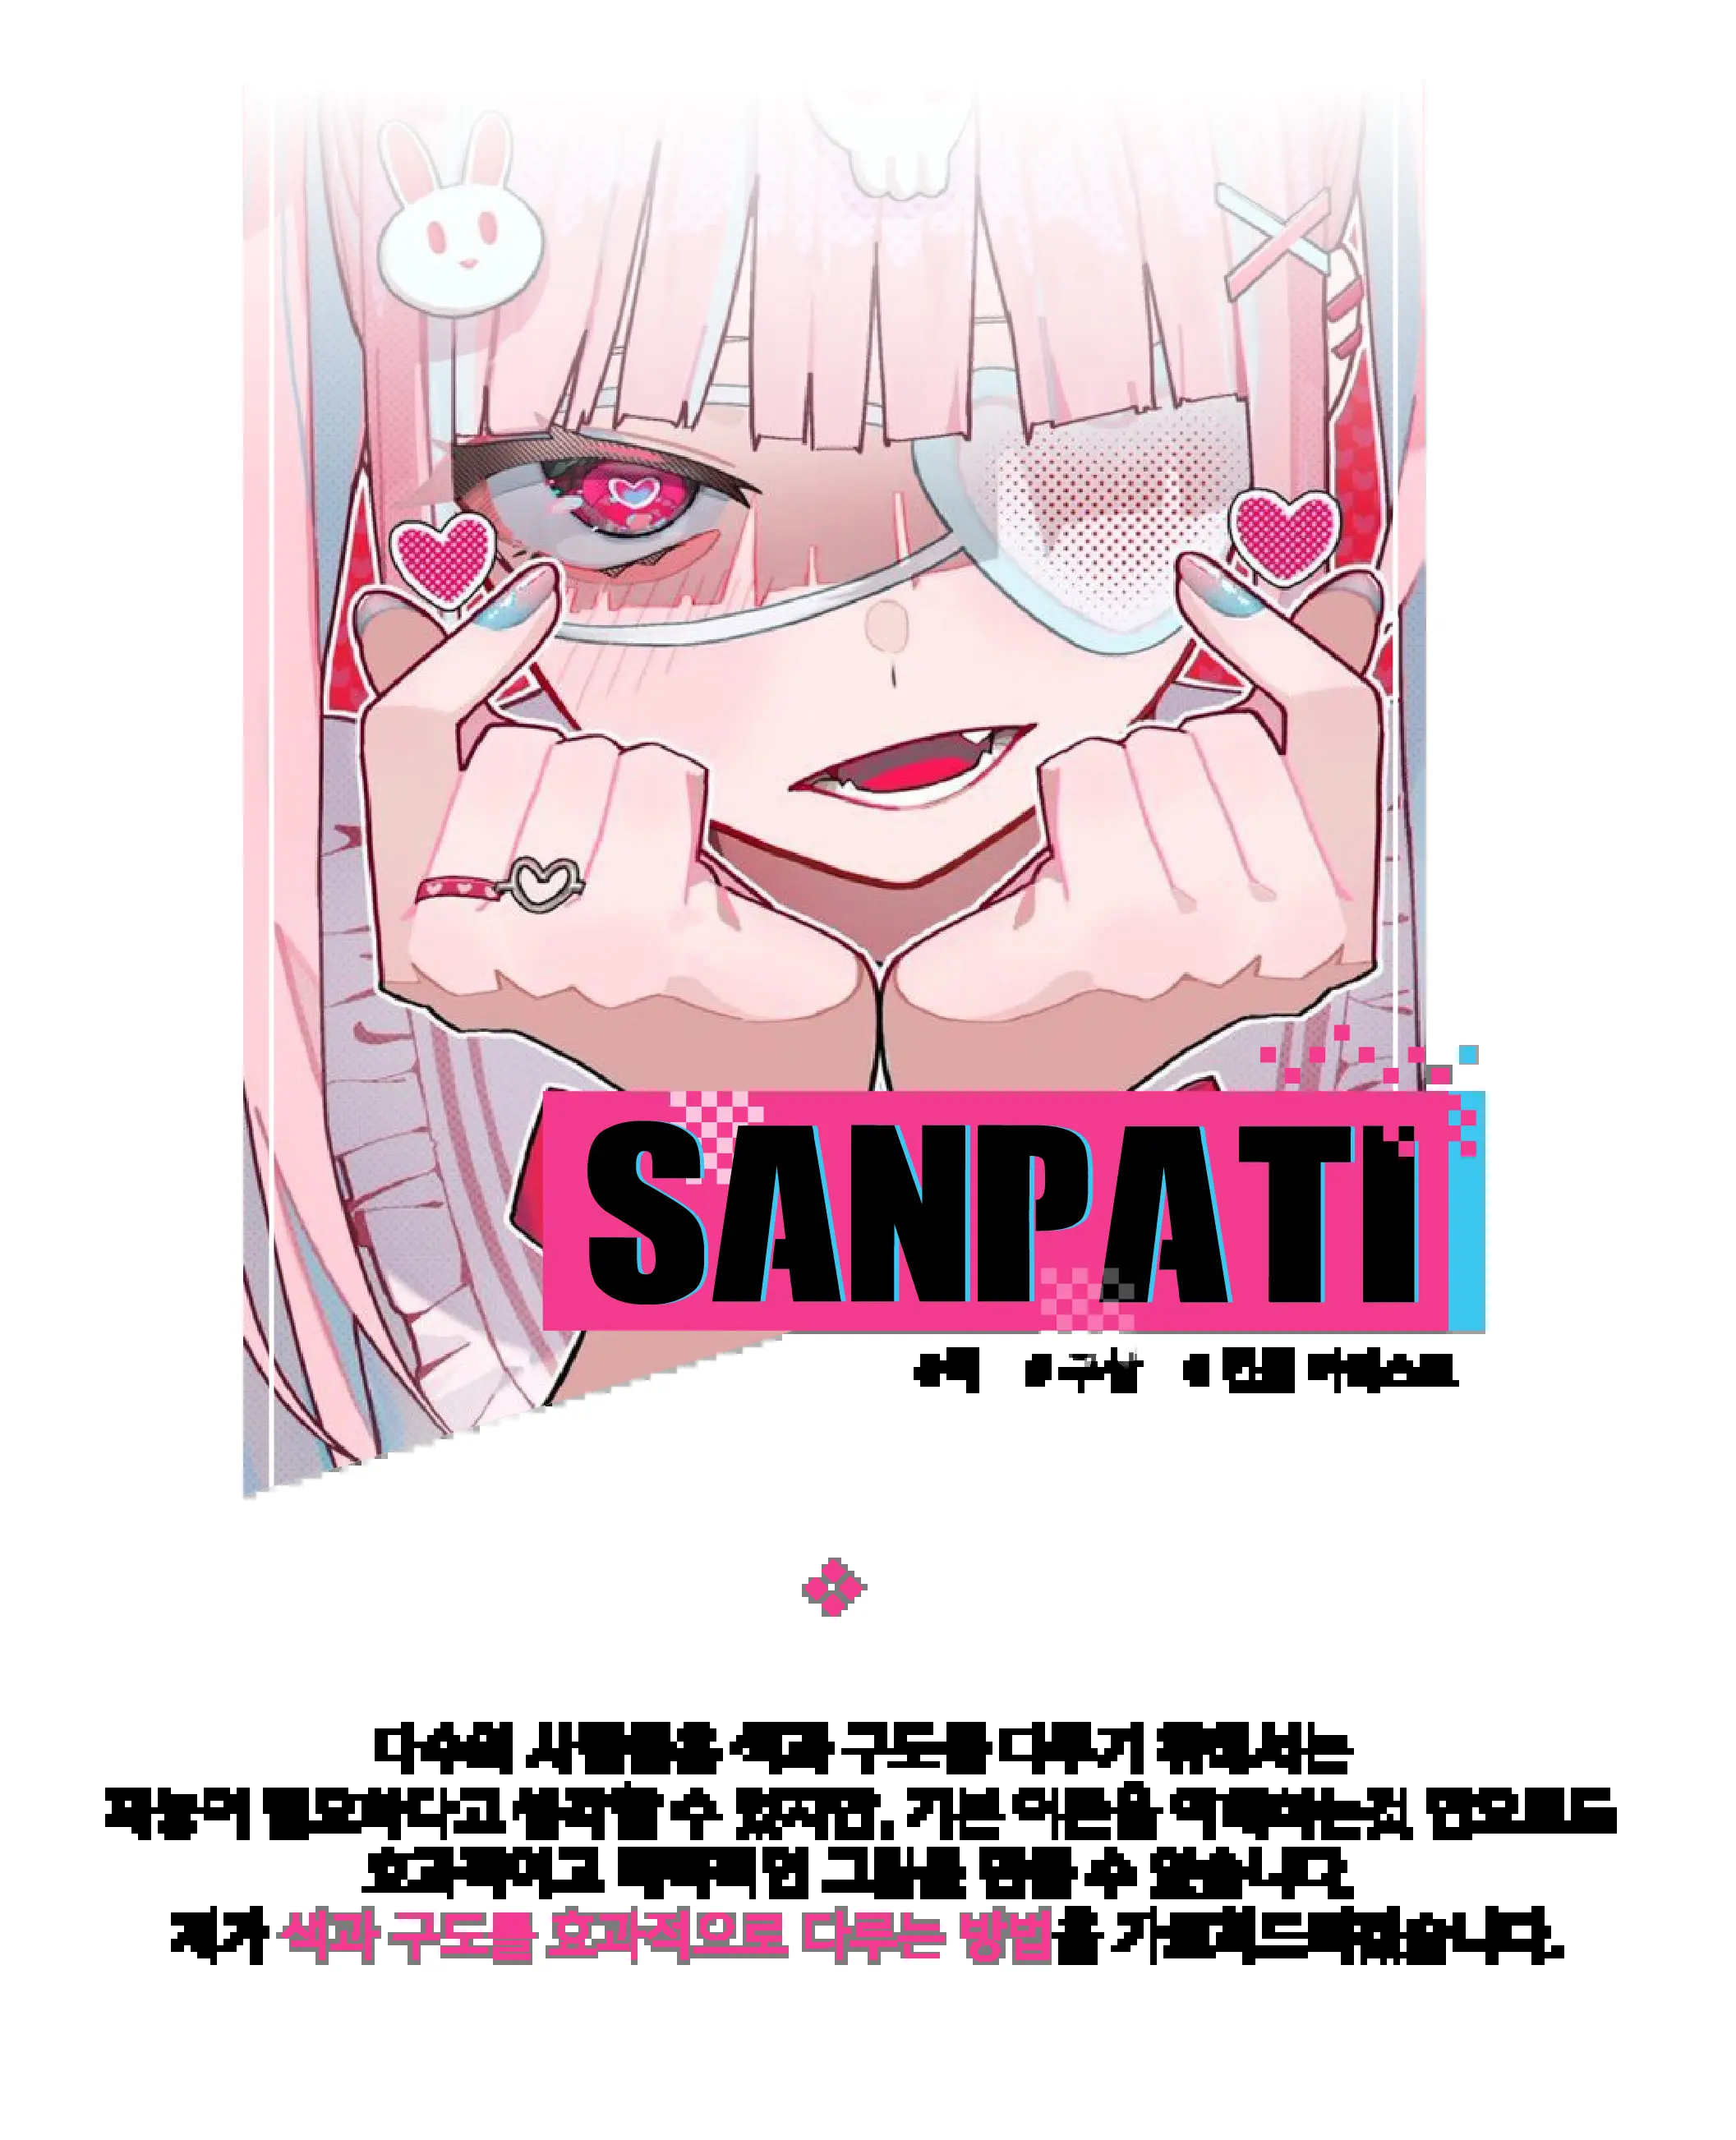 SANPATI
다수의 사람들은 색과 구도를 다루기 위해서는
재능이 필요하다고 생각할 수 있지만, 기본 이론을 이해하는것 만으로도
효과적이고 매력적인 그림을 만들 수 있습니다.
제가 색과 구도를 효과적으로 다루는 방법을 가르쳐드리겠습니다.